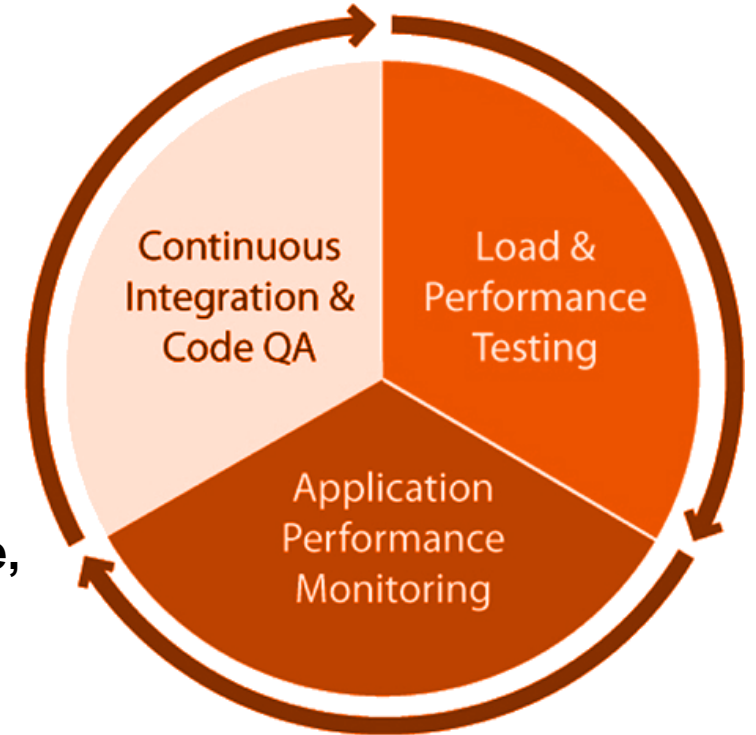 Continuous
Integration &
Code QA
Load &
Performance
Testing
Application
Performance
Monitoring
e,